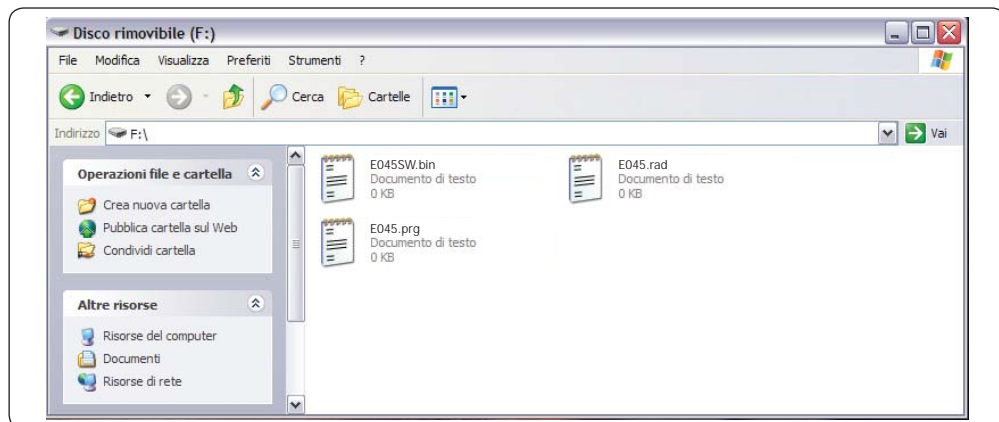 Disco rimovibile (F:)
File Modifica Visualizza Preferiti Strumenti ?
Indietro Cerca Cartelle
Indirizzo F:\ Vai
Operazioni file e cartella
Crea nuova cartella
Pubblica cartella sul Web
Condividi cartella
Altre risorse
Risorse del computer
Documenti
Risorse di rete
E045SW.bin
Documento di testo
0 KB
E045.rad
Documento di testo
0 KB
E045.prg
Documento di testo
0 KB